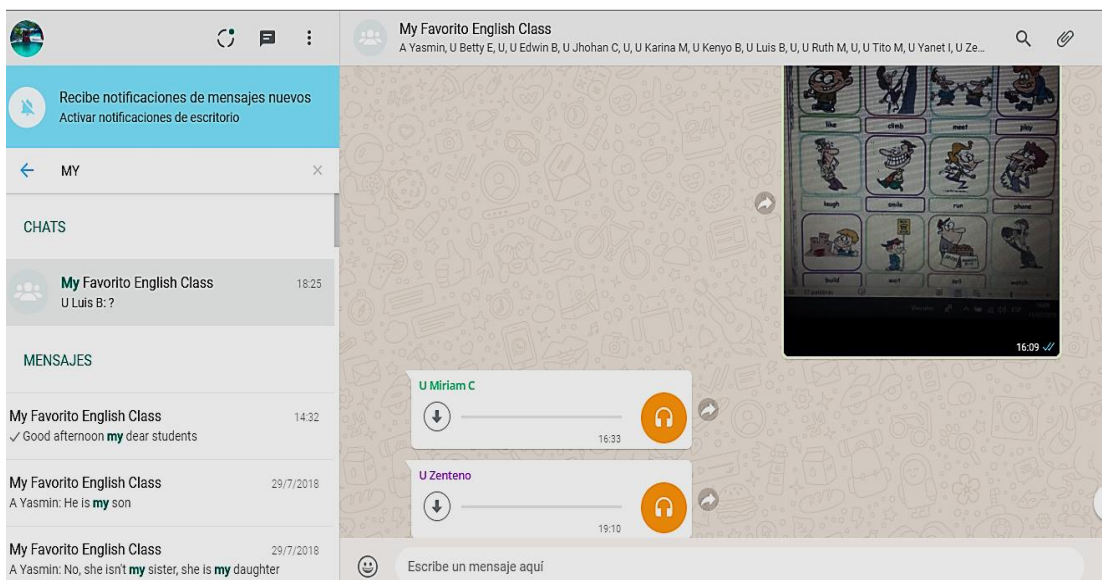 Recibe notificaciones de mensajes nuevos
Activar notificaciones de escritorio
MY
CHATS
My Favorito English Class 18:25
U Luis B: ?
MENSAJES
My Favorito English Class 14:32
Good afternoon my dear students
My Favorito English Class 29/7/2018
A Yasmin: He is my son
My Favorito English Class 29/7/2018
A Yasmin: No, she isn't my sister, she is my daughter
My Favorito English Class
A Yasmin, U Betty E, U, U Edwin B, U Jhohan C, U, U Karina M, U Kenyo B, U Luis B, U, U Ruth M, U, U Tito M, U Yanet I, U Ze...
like climb meet play
laugh smile run phone
build wait sell watch
16:09
U Miriam C
16:33
U Zenteno
19:10
Escribe un mensaje aquí